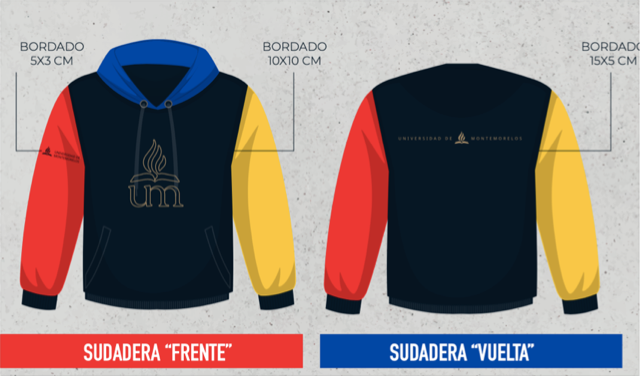 BORDADO
5X3 CM
BORDADO
10X10 CM
BORDADO
15X5 CM
um
UNIVERSIDAD DE MONTEMORELOS
SUDADERA “FRENTE”
SUDADERA “VUELTA”